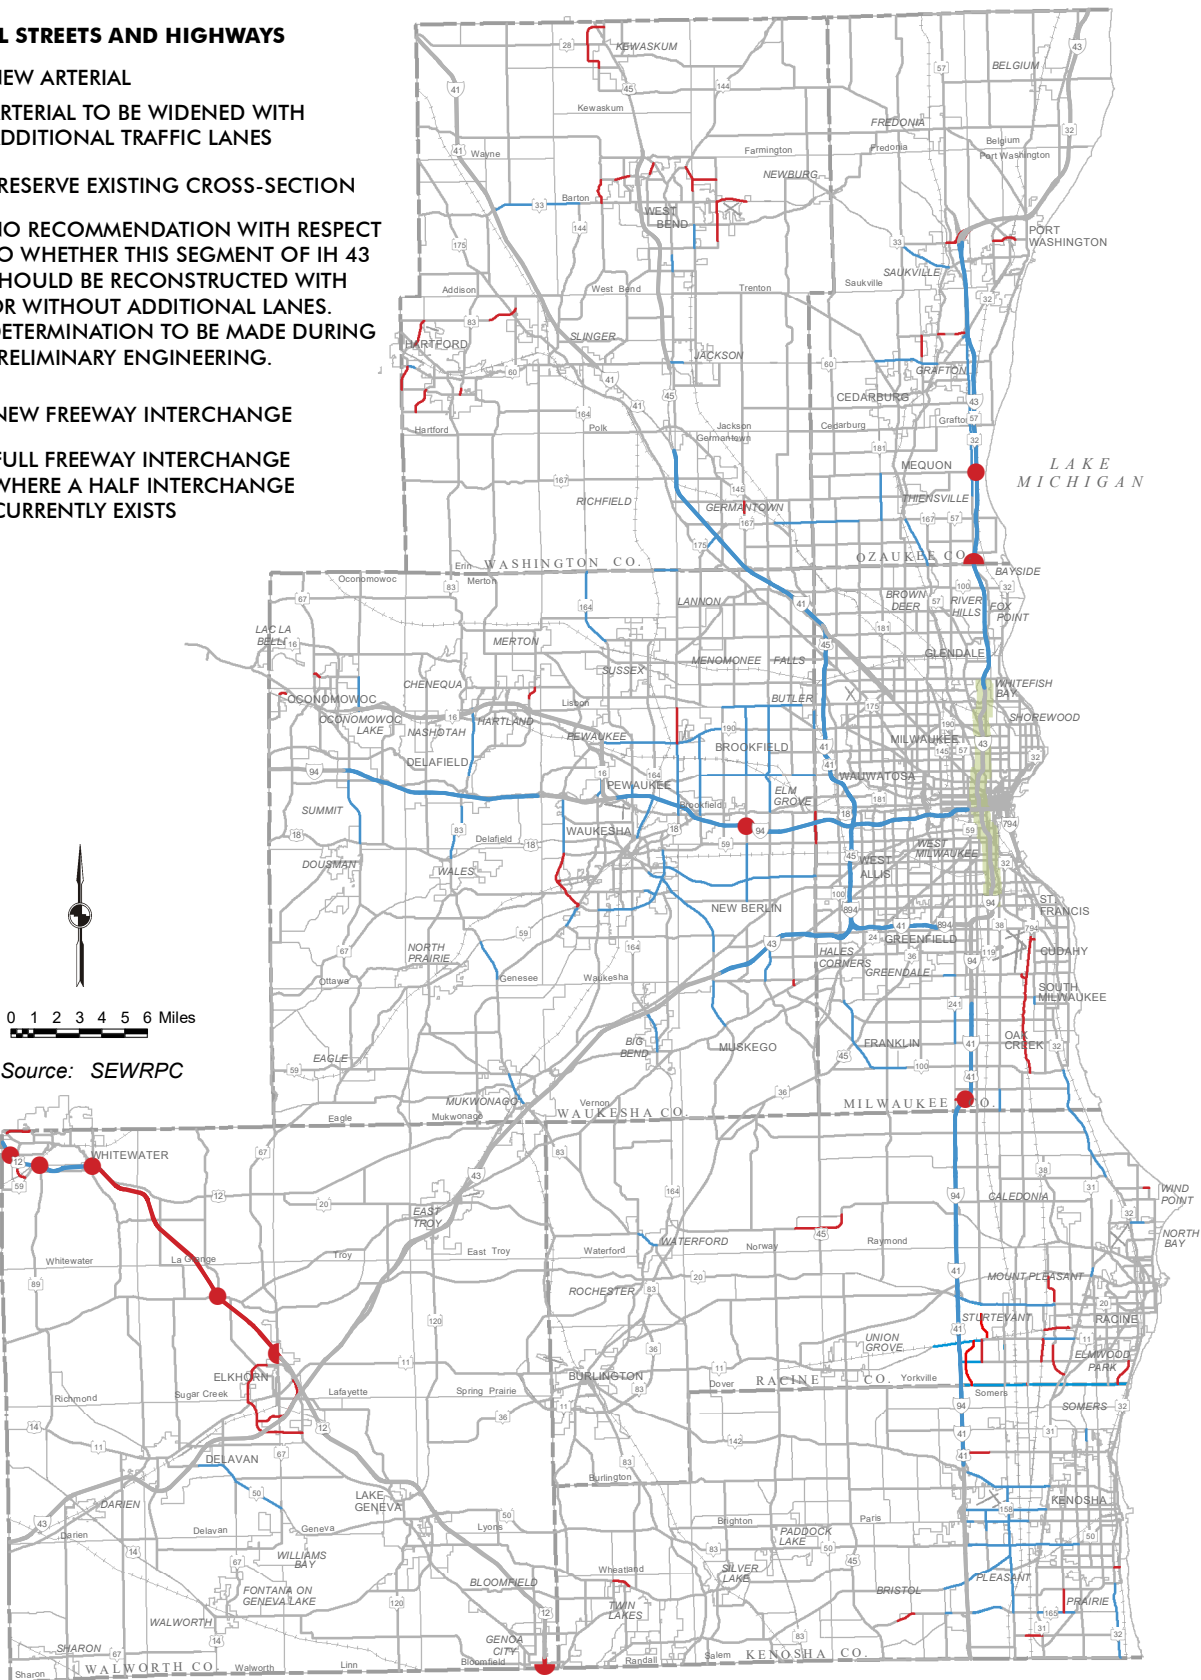 L STREETS AND HIGHWAYS
EW ARTERIAL
RTERIAL TO BE WIDENED WITH
DDITIONAL TRAFFIC LANES
RESERVE EXISTING CROSS-SECTION
O RECOMMENDATION WITH RESPECT
O WHETHER THIS SEGMENT OF IH 43
HOULD BE RECONSTRUCTED WITH
R WITHOUT ADDITIONAL LANES.
ETERMINATION TO BE MADE DURING
RELIMINARY ENGINEERING.
NEW FREEWAY INTERCHANGE
FULL FREEWAY INTERCHANGE
WHERE A HALF INTERCHANGE
CURRENTLY EXISTS
0 1 2 3 4 5 6 Miles
Source: SEWRPC
KEWASKUM
Kewaskum
BELGIUM
FREDONIA
Fredonia
Belgium
Port Washington
Wayne
Farmington
NEWBURG
Barton
WEST
BEND
PORT
WASHINGTON
SAUKVILLE
Saukville
Addison
West Bend
Trenton
HARTFORD
SLINGER
JACKSON
GRAFTON
CEDARBURG
Grafton
Hartford
Polk
Jackson
Germantown
Cedarburg
MEQUON
LAKE
MICHIGAN
THIENSVILLE
RICHFIELD
GERMANTOWN
Erin
WASHINGTON CO.
OZAUKEE CO.
Oconomowoc
Merton
BAYSIDE
LANNON
BROWN
DEER
RIVER
HILLS
FOX
POINT
LAC LA
BELLE
MERTON
SUSSEX
MENOMONEE FALLS
GLENDALE
CHENEQUA
OCONOMOWOC
Lisbon
BUTLER
WHITEFISH
BAY
OCONOMOWOC
LAKE
NASHOTAH
HARTLAND
PEWAUKEE
BROOKFIELD
MILWAUKEE
SHOREWOOD
DELAFIELD
PEWAUKEE
WAUWATOSA
SUMMIT
Brookfield
ELM
GROVE
WAUKESHA
Delafield
DOUSMAN
WALES
WEST
MILWAUKEE
WEST
ALLIS
NEW BERLIN
ST.
FRANCIS
NORTH
PRAIRIE
GREENFIELD
CUDAHY
HALES
CORNERS
GREENDALE
Ottawa
Genesee
Waukesha
SOUTH
MILWAUKEE
EAGLE
BIG
BEND
MUSKEGO
FRANKLIN
OAK
CREEK
MUKWONAGO
Vernon
Eagle
Mukwonago
WAUKESHA CO.
MILWAUKEE CO.
WHITEWATER
CALEDONIA
WIND
POINT
EAST
TROY
WATERFORD
NORTH
BAY
Whitewater
La Grange
Troy
East Troy
Waterford
Norway
Raymond
ROCHESTER
MOUNT PLEASANT
STURTEVANT
RACINE
UNION
GROVE
ELMWOOD
PARK
ELKHORN
BURLINGTON
Richmond
Sugar Creek
Lafayette
Spring Prairie
Dover
RACINE CO.
Yorkville
Somers
SOMERS
DELAVAN
Burlington
LAKE
GENEVA
DARIEN
KENOSHA
Darien
Delavan
Geneva
Lyons
Brighton
Paris
PADDOCK
LAKE
WILLIAMS
BAY
Wheatland
SILVER
LAKE
FONTANA ON
GENEVA LAKE
BLOOMFIELD
TWIN
LAKES
BRISTOL
PLEASANT
PRAIRIE
WALWORTH
SHARON
GENOA
CITY
Sharon
WALWORTH CO.
Walworth
Linn
Bloomfield
Randall
Salem
KENOSHA CO.